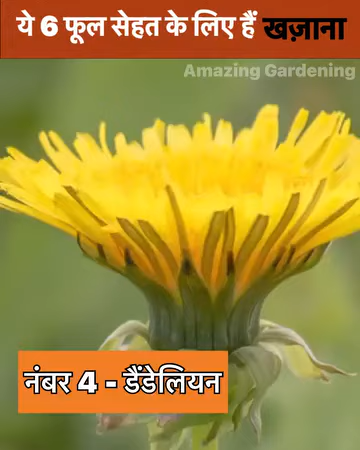 ये 6 फूल सेहत के लिए हैं खज़ाना
Amazing Gardening
नंबर 4 - डैंडेलियन